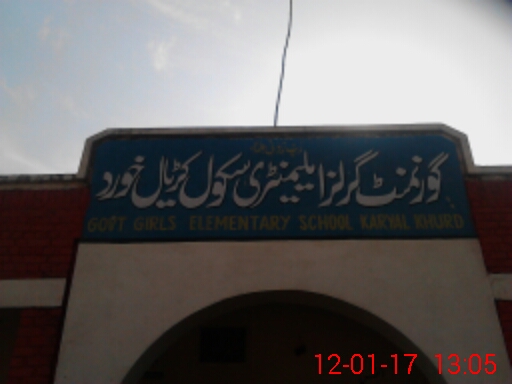 گورنمنٹ گرلز ایلیمنٹری سکول کڑیال خورد
GOVT GIRLS ELEMENTARY SCHOOL KARYAL KHURD
12-01-17 13:05